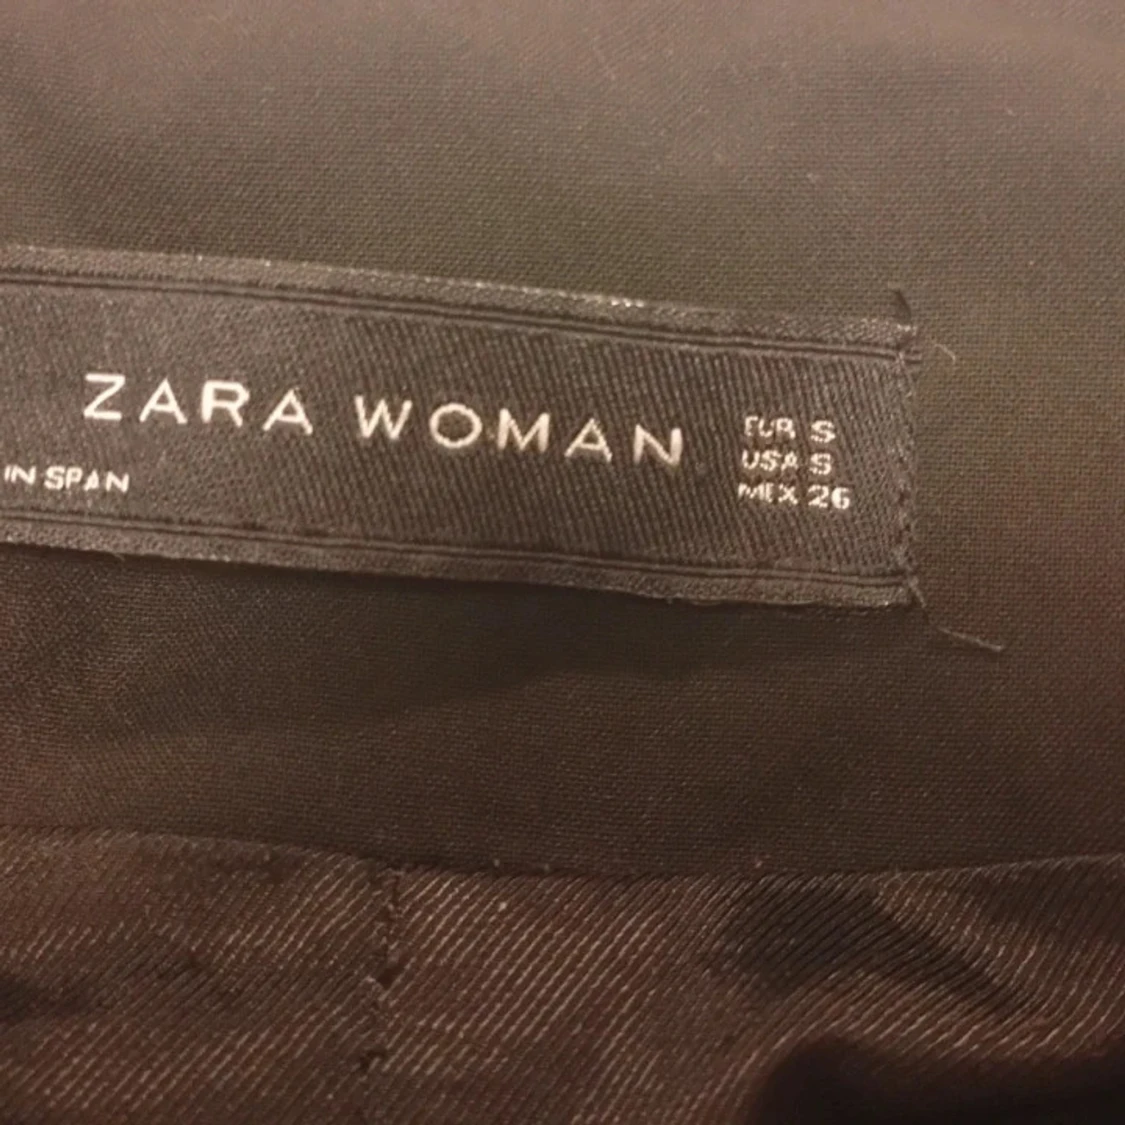 ZARA WOMAN
IN SPAN
EUR S
USA S
MEX 26